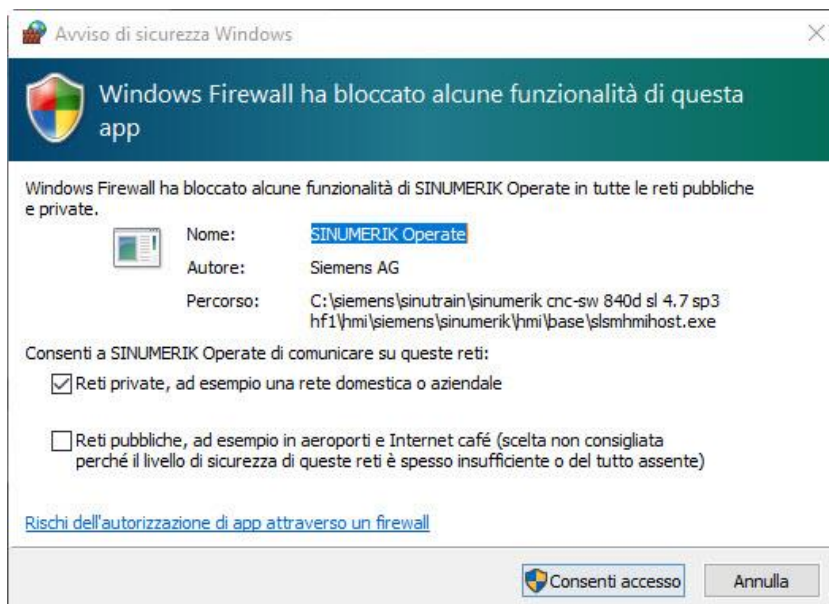 Avviso di sicurezza Windows
Windows Firewall ha bloccato alcune funzionalità di questa
app
Windows Firewall ha bloccato alcune funzionalità di SINUMERIK Operate in tutte le reti pubbliche
e private.
Nome: SINUMERIK Operate
Autore: Siemens AG
Percorso: C:\siemens\sinutrain\sinumerik cnc-sw 840d sl 4.7 sp3
hf1\hmi\siemens\sinumerik\hmi\base\slsmhmihost.exe
Consenti a SINUMERIK Operate di comunicare su queste reti:
Reti private, ad esempio una rete domestica o aziendale
Reti pubbliche, ad esempio in aeroporti e Internet café (scelta non consigliata
perché il livello di sicurezza di queste reti è spesso insufficiente o del tutto assente)
Rischi dell'autorizzazione di app attraverso un firewall
Consenti accesso Annulla